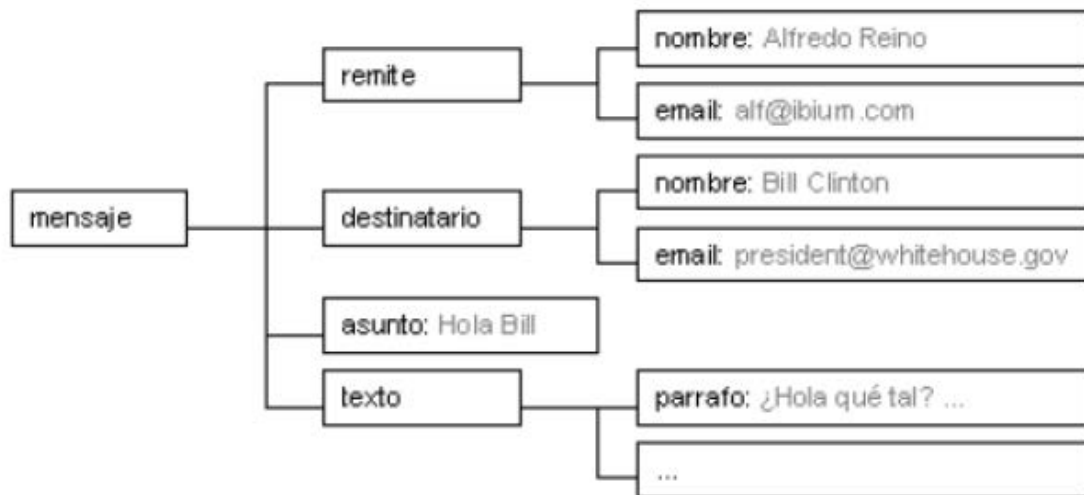 mensaje
remite
nombre: Alfredo Reino
email: alf@ibium.com
destinatario
nombre: Bill Clinton
email: president@whitehouse.gov
asunto: Hola Bill
texto
parrafo: ¿Hola qué tal? ...
...